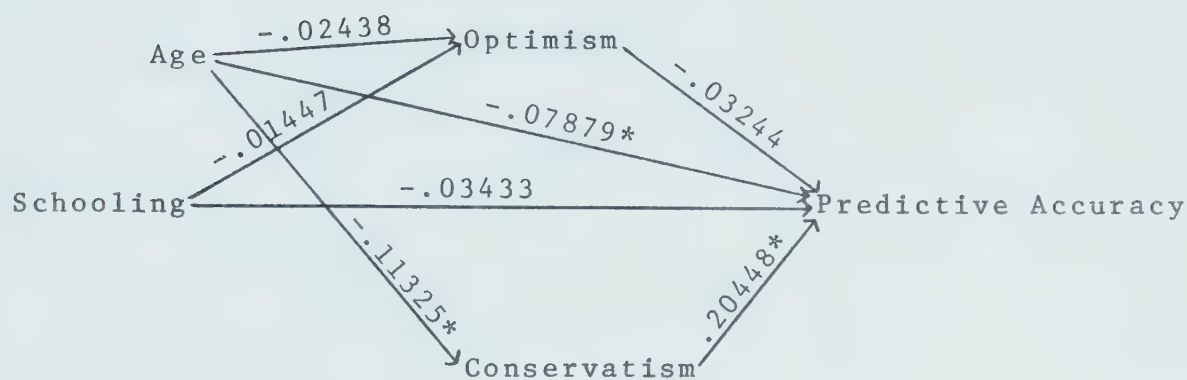 -.02438
Age
Optimism
-.03244
-.01447
-.07879*
Schooling
-.03433
Predictive Accuracy
-.11325*
.20448*
Conservatism